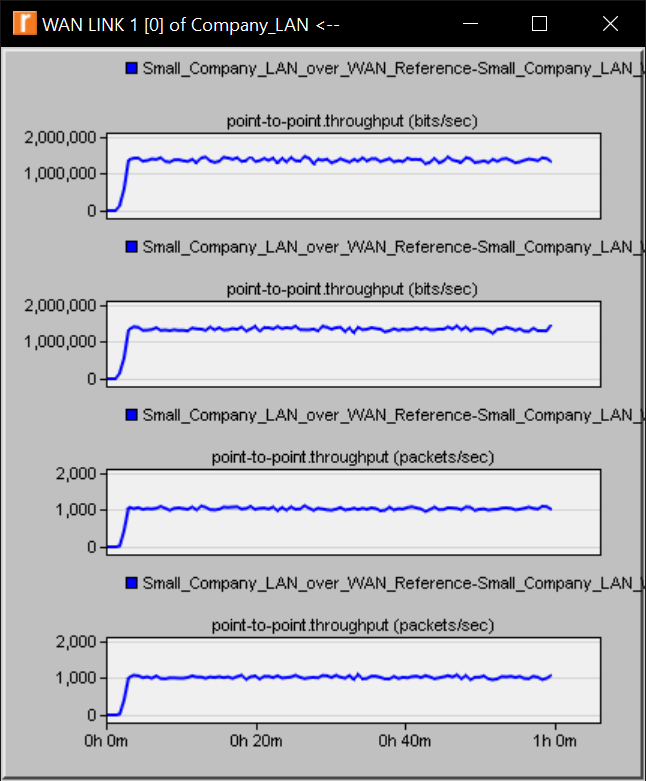 WAN LINK 1 [0] of Company_LAN <--
Small_Company_LAN_over_WAN_Reference-Small_Company_LAN_
point-to-point.throughput (bits/sec)
2,000,000
1,000,000
0
Small_Company_LAN_over_WAN_Reference-Small_Company_LAN_
point-to-point.throughput (bits/sec)
2,000,000
1,000,000
0
Small_Company_LAN_over_WAN_Reference-Small_Company_LAN_
point-to-point.throughput (packets/sec)
2,000
1,000
0
Small_Company_LAN_over_WAN_Reference-Small_Company_LAN_
point-to-point.throughput (packets/sec)
2,000
1,000
0
0h 0m 0h 20m 0h 40m 1h 0m